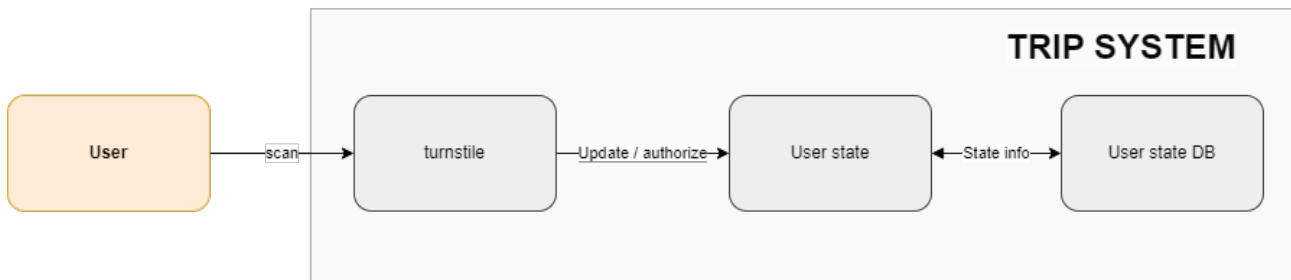 TRIP SYSTEM
User
scan
turnstile
Update / authorize
User state
State info
User state DB